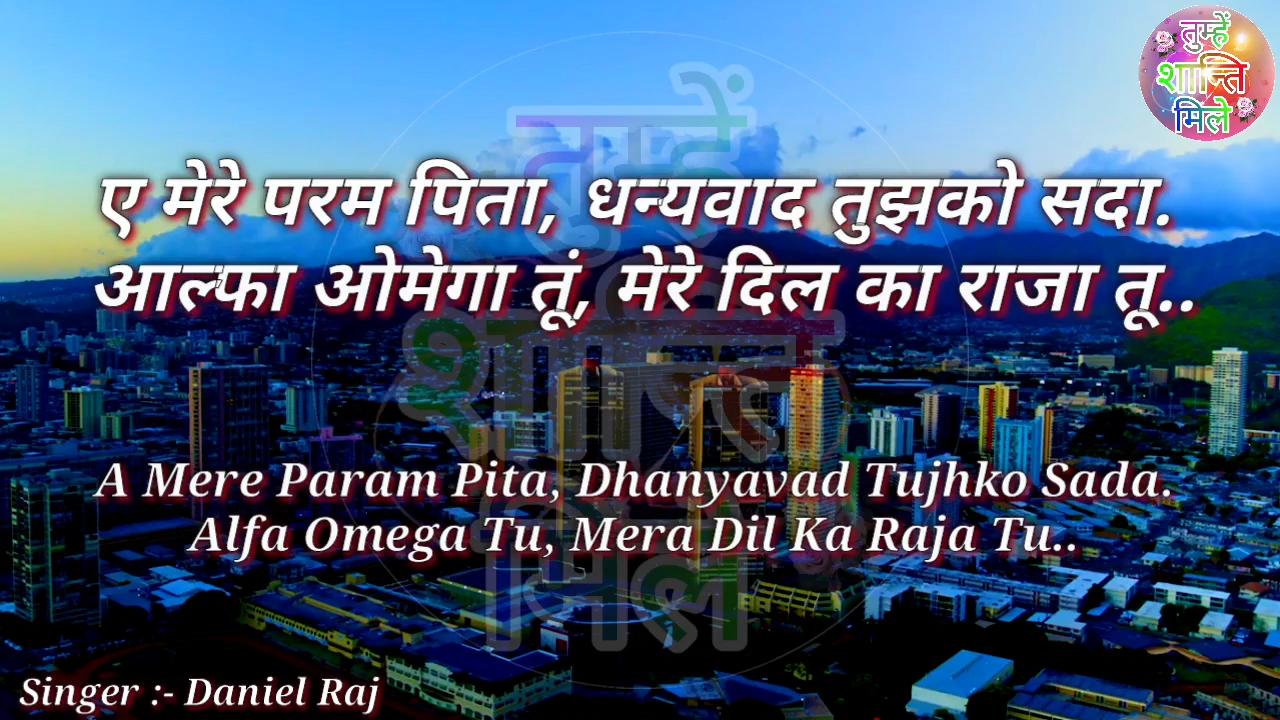 तुम्हें
शान्ति
मिले
ए मेरे परम पिता, धन्यवाद तुझको सदा.
आल्फा ओमेगा तूं, मेरे दिल का राजा तू..
A Mere Param Pita, Dhanyavad Tujhko Sada.
Alfa Omega Tu, Mera Dil Ka Raja Tu..
तुम्हें
शान्ति
मिले
Singer :- Daniel Raj